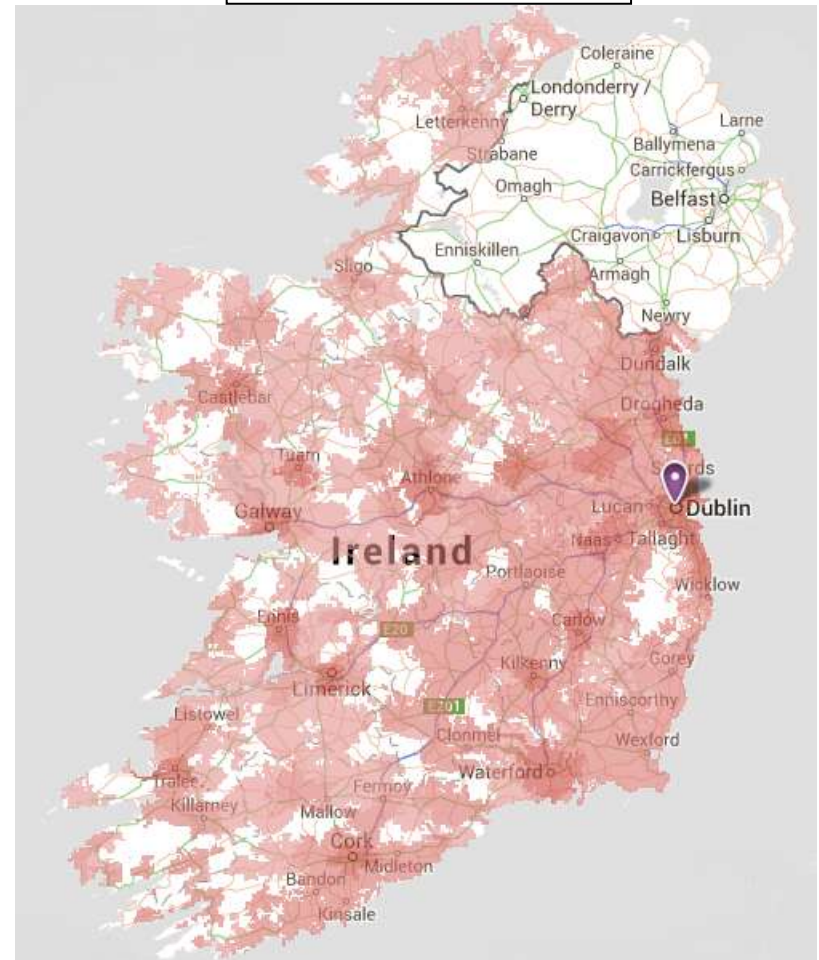 Coleraine
Londonderry /
Derry
Letterkenny
Larne
Ballymena
Strabane
Carrickfergus
Omagh
Belfast
Craigavon
Lisburn
Enniskillen
Sligo
Armagh
Newry
Dundalk
Castlebar
Drogheda
E01
Tuam
Athlone
Lucan
Dublin
Galway
Naas
Tallaght
Ireland
Portlaoise
Wicklow
Ennis
Carlow
E20
Kilkenny
Gorey
Limerick
Enniscorthy
E201
Listowel
Clonmel
Wexford
Waterford
Tralee
Fermoy
Killarney
Mallow
Cork
Midleton
Bandon
Kinsale